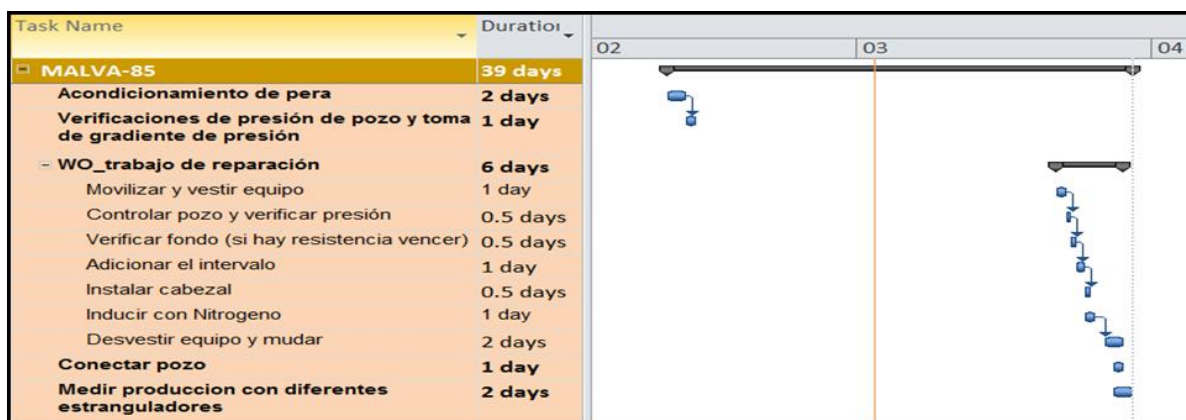 Task Name Duration
02 03 04
MALVA-85 39 days
Acondicionamiento de pera 2 days
Verificaciones de presión de pozo y toma 1 day
de gradiente de presión
WO_trabajo de reparación 6 days
Movilizar y vestir equipo 1 day
Controlar pozo y verificar presión 0.5 days
Verificar fondo (si hay resistencia vencer) 0.5 days
Adicionar el intervalo 1 day
Instalar cabezal 0.5 days
Inducir con Nitrogeno 1 day
Desvestir equipo y mudar 2 days
Conectar pozo 1 day
Medir produccion con diferentes 2 days
estranguladores